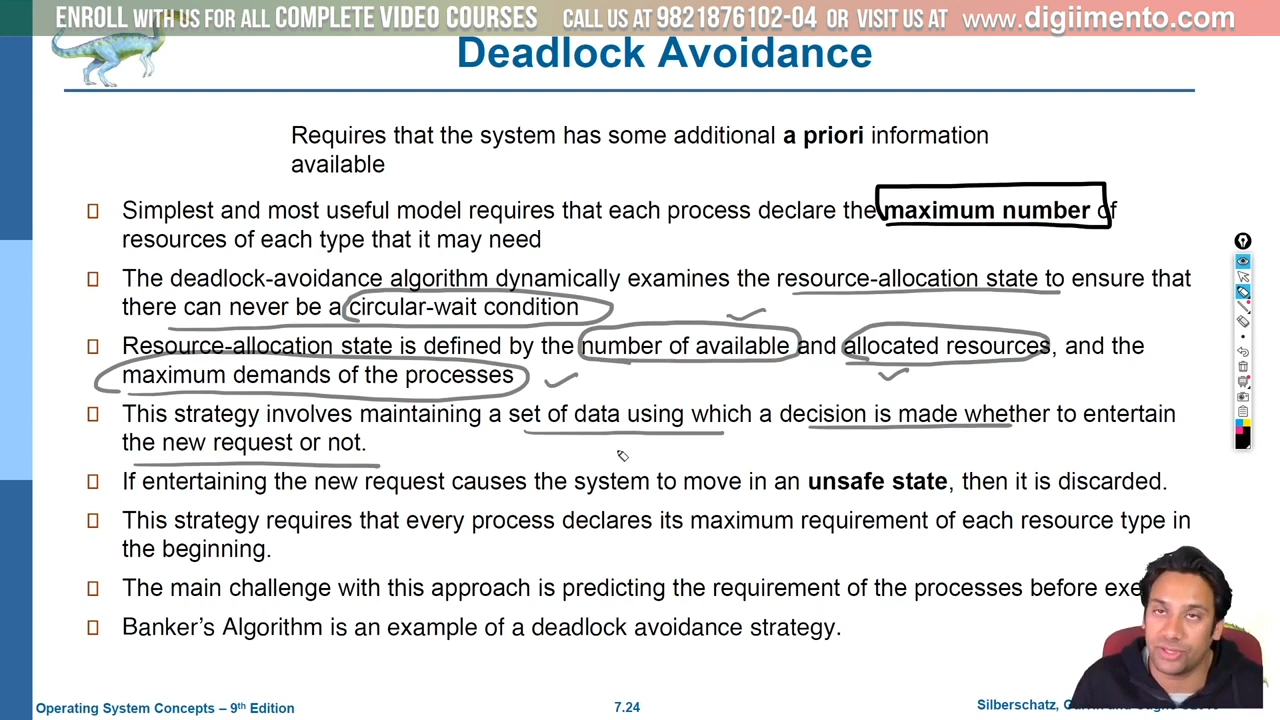 ENROLL WITH US FOR ALL COMPLETE VIDEO COURSES CALL US AT 9821876102-04 OR VISIT US AT www.digiimento.com
Deadlock Avoidance
Requires that the system has some additional a priori information
available
Simplest and most useful model requires that each process declare the maximum number of
resources of each type that it may need
The deadlock-avoidance algorithm dynamically examines the resource-allocation state to ensure that
there can never be a circular-wait condition
Resource-allocation state is defined by the number of available and allocated resources, and the
maximum demands of the processes
This strategy involves maintaining a set of data using which a decision is made whether to entertain
the new request or not.
If entertaining the new request causes the system to move in an unsafe state, then it is discarded.
This strategy requires that every process declares its maximum requirement of each resource type in
the beginning.
The main challenge with this approach is predicting the requirement of the processes before
Banker's Algorithm is an example of a deadlock avoidance strategy.
Operating System Concepts – 9th Edition
7.24
Silberschatz,